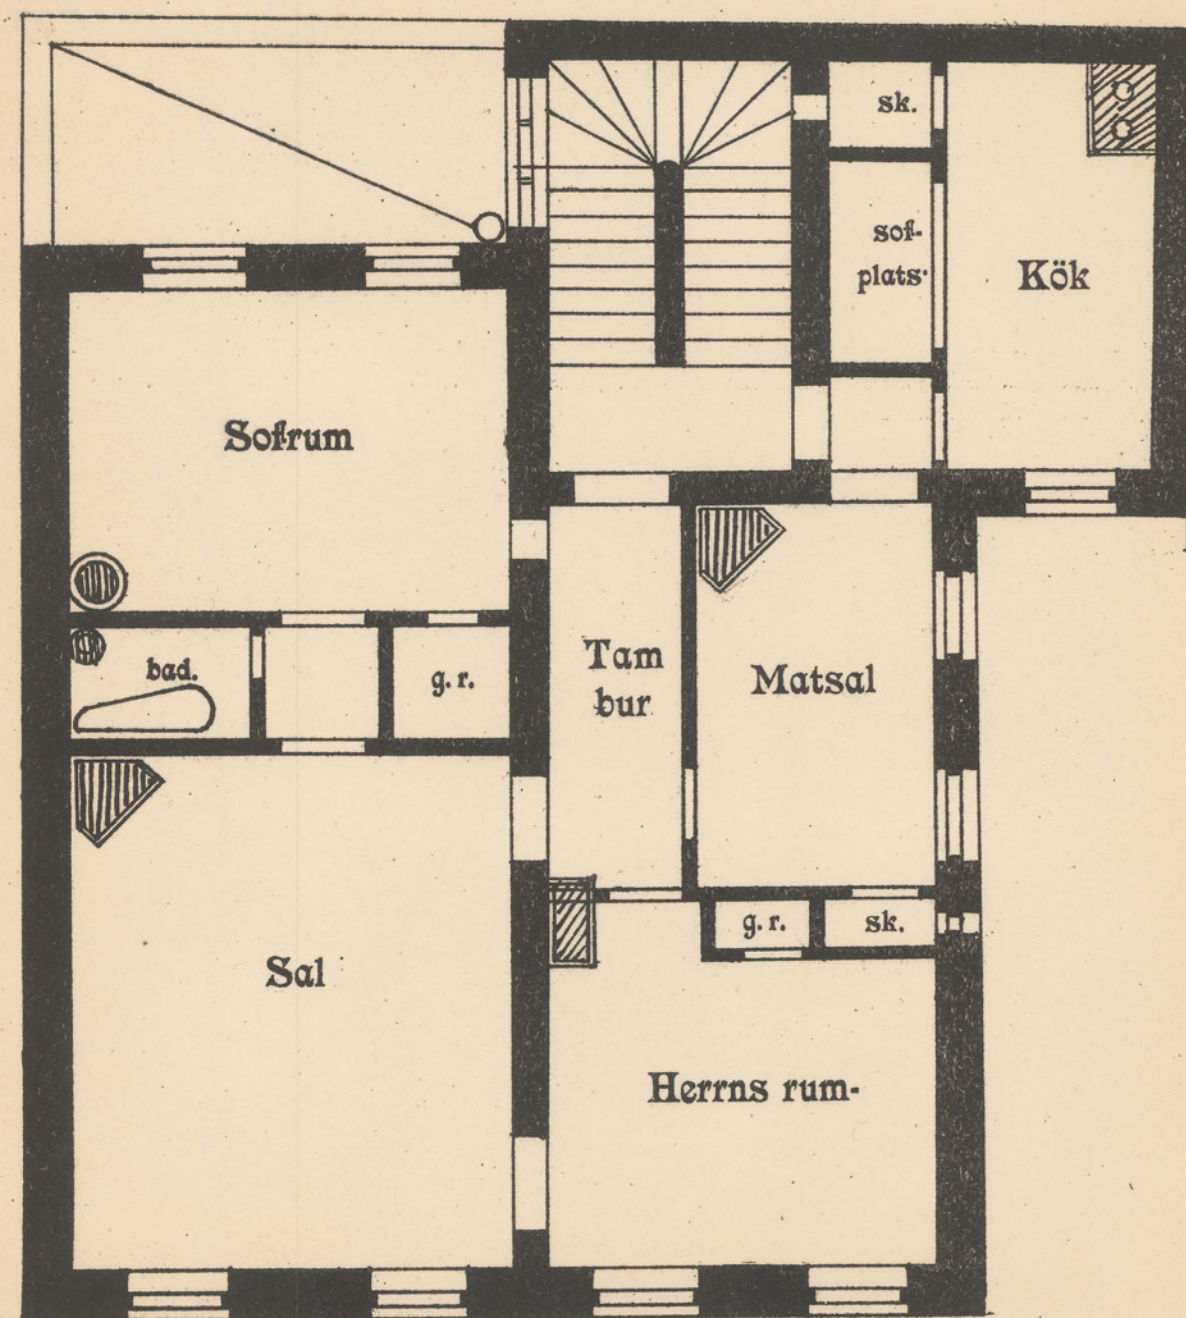 sk.
sof-
plats·
Kök
Sofrum
bad.
g. r.
Tam
bur
Matsal
g. r.
sk.
Sal
Herrns rum-